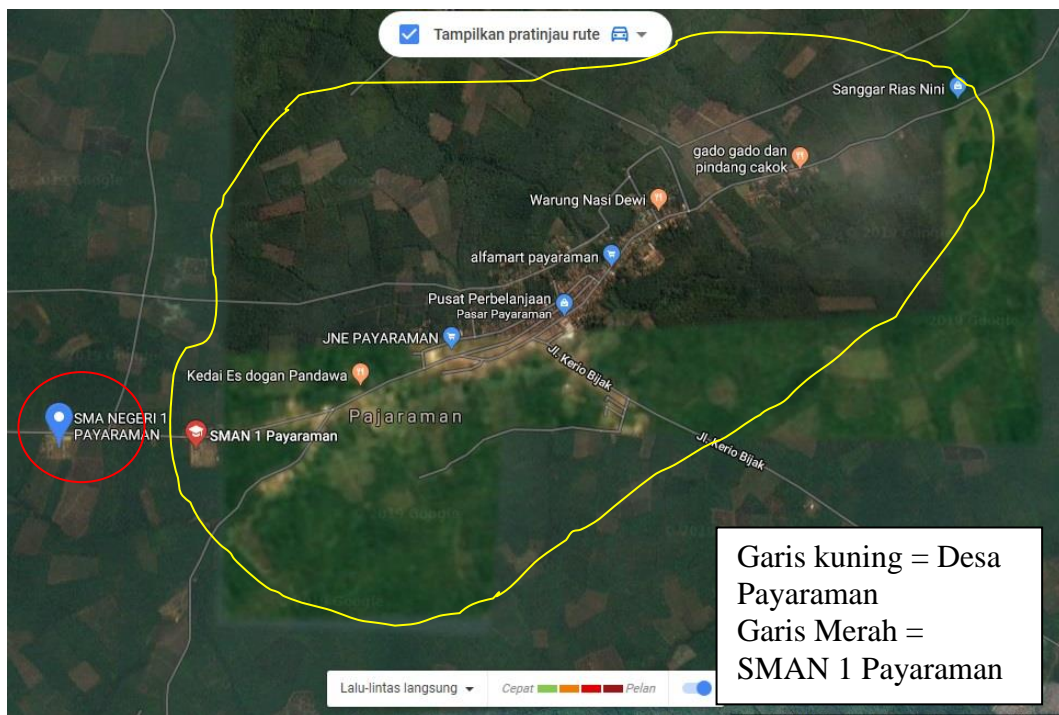 Tampilkan pratinjau rute
Sanggar Rias Nini
gado gado dan
pindang cakok
Warung Nasi Dewi
alfamart payaraman
Pusat Perbelanjaan
Pasar Payaraman
JNE PAYARAMAN
Jl. Kerio Bijak
Kedai Es dogan Pandawa
SMA NEGERI 1
PAYARAMAN
Pajaraman
SMAN 1 Payaraman
Jl. Kerio Bijak
Garis kuning = Desa
Payaraman
Garis Merah =
SMAN 1 Payaraman
Lalu-lintas langsung
Cepat
Pelan